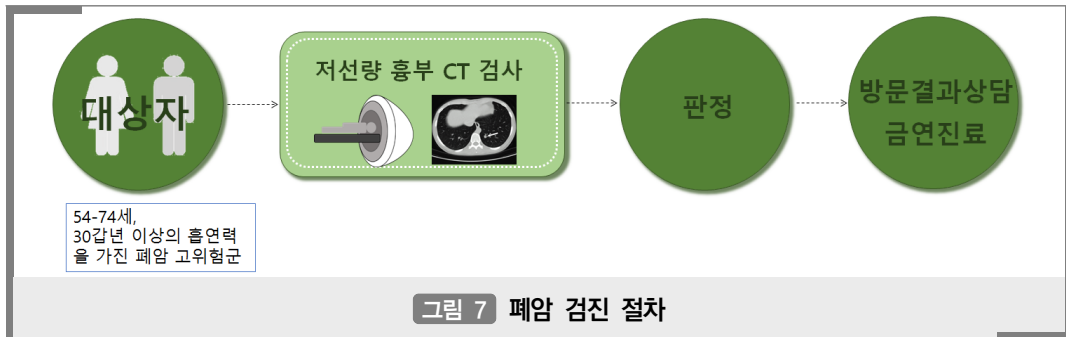 대상자
54-74세,
30갑년 이상의 흡연력
을 가진 폐암 고위험군
저선량 흉부 CT 검사
판정
방문결과상담
금연진료
그림 7 폐암 검진 절차